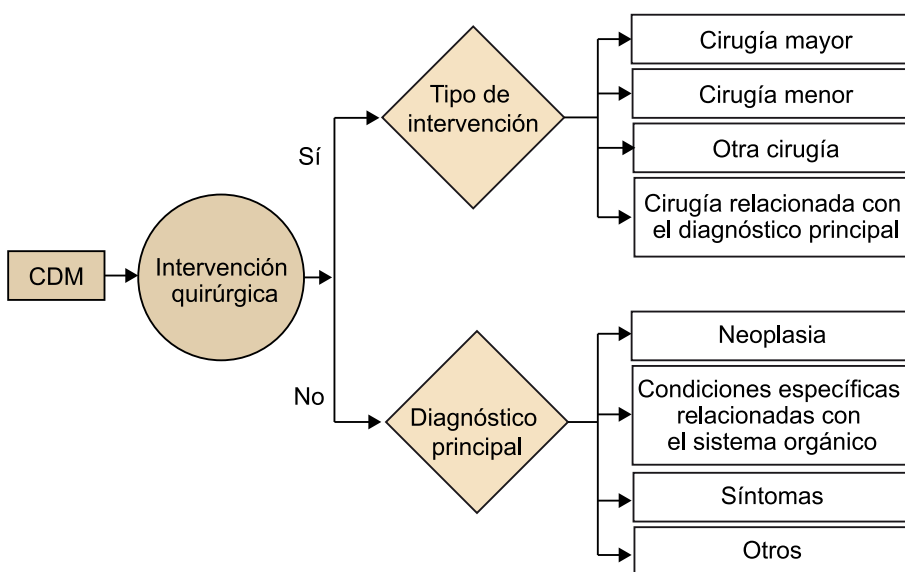 CDM
Intervención
quirúrgica
Sí
No
Tipo de
intervención
Cirugía mayor
Cirugía menor
Otra cirugía
Cirugía relacionada con
el diagnóstico principal
Diagnóstico
principal
Neoplasia
Condiciones específicas
relacionadas con
el sistema orgánico
Síntomas
Otros